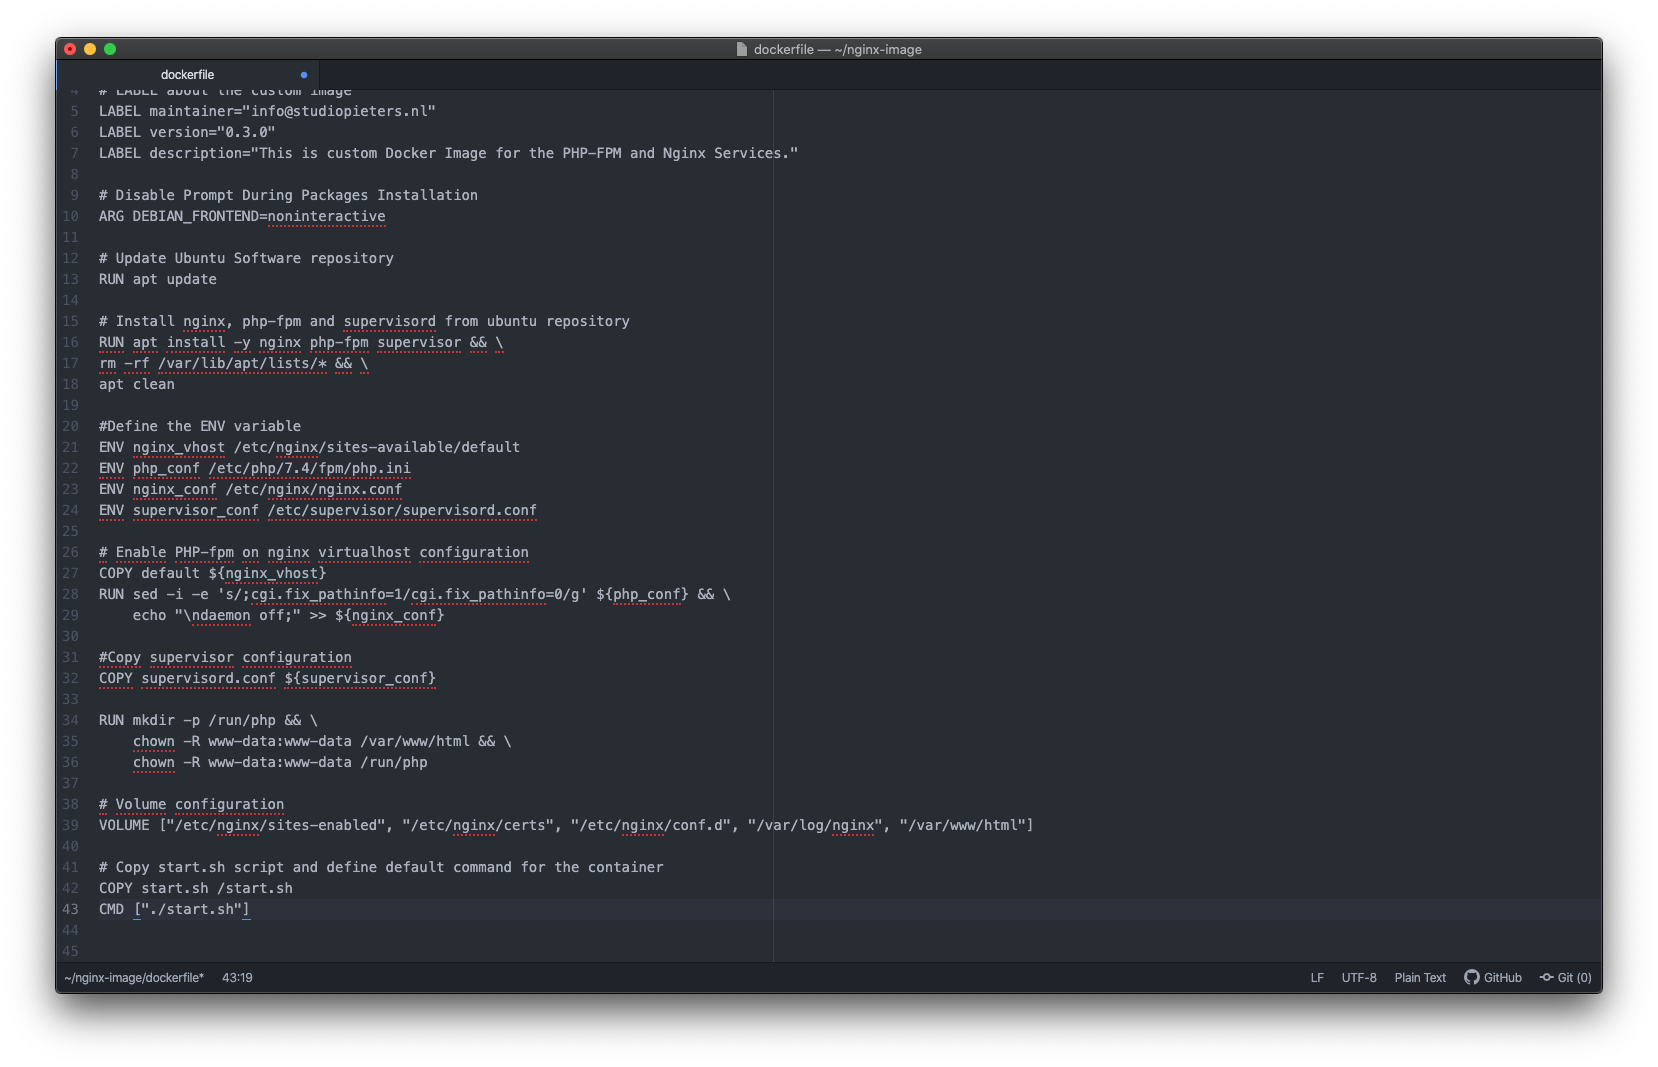 dockerfile — ~/nginx-image
dockerfile
4 # LABEL about the custom image
5 LABEL maintainer="info@studiopieters.nl"
6 LABEL version="0.3.0"
7 LABEL description="This is custom Docker Image for the PHP-FPM and Nginx Services."
8
9 # Disable Prompt During Packages Installation
10 ARG DEBIAN_FRONTEND=noninteractive
11
12 # Update Ubuntu Software repository
13 RUN apt update
14
15 # Install nginx, php-fpm and supervisord from ubuntu repository
16 RUN apt install -y nginx php-fpm supervisor && \
17 rm -rf /var/lib/apt/lists/* && \
18 apt clean
19
20 #Define the ENV variable
21 ENV nginx_vhost /etc/nginx/sites-available/default
22 ENV php_conf /etc/php/7.4/fpm/php.ini
23 ENV nginx_conf /etc/nginx/nginx.conf
24 ENV supervisor_conf /etc/supervisor/supervisord.conf
25
26 # Enable PHP-fpm on nginx virtualhost configuration
27 COPY default ${nginx_vhost}
28 RUN sed -i -e 's/;cgi.fix_pathinfo=1/cgi.fix_pathinfo=0/g' ${php_conf} && \
29     echo "\ndaemon off;" >> ${nginx_conf}
30
31 #Copy supervisor configuration
32 COPY supervisord.conf ${supervisor_conf}
33
34 RUN mkdir -p /run/php && \
35     chown -R www-data:www-data /var/www/html && \
36     chown -R www-data:www-data /run/php
37
38 # Volume configuration
39 VOLUME ["/etc/nginx/sites-enabled", "/etc/nginx/certs", "/etc/nginx/conf.d", "/var/log/nginx", "/var/www/html"]
40
41 # Copy start.sh script and define default command for the container
42 COPY start.sh /start.sh
43 CMD ["./start.sh"]
44
45
~/nginx-image/dockerfile* 43:19 LF UTF-8 Plain Text GitHub Git (0)